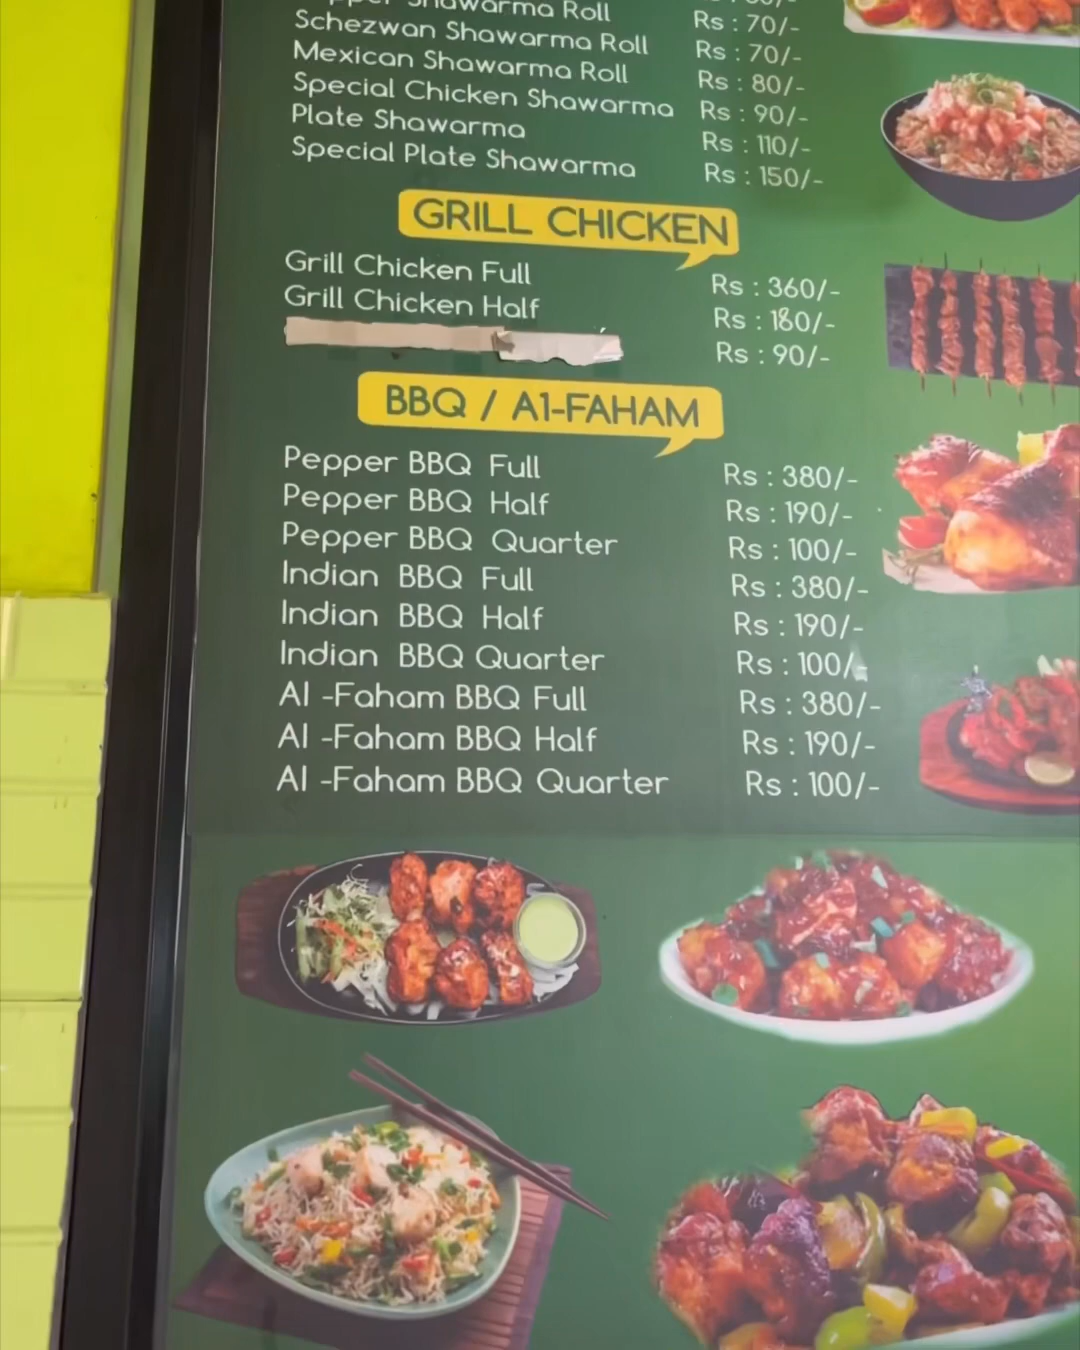 Shawarma Roll Rs : 70/-
Schezwan Shawarma Roll Rs : 70/-
Mexican Shawarma Roll Rs : 80/-
Special Chicken Shawarma Rs : 90/-
Plate Shawarma Rs : 110/-
Special Plate Shawarma Rs : 150/-
GRILL CHICKEN
Grill Chicken Full Rs : 360/-
Grill Chicken Half Rs : 180/-
Rs : 90/-
BBQ / A1-FAHAM
Pepper BBQ Full Rs : 380/-
Pepper BBQ Half Rs : 190/-
Pepper BBQ Quarter Rs : 100/-
Indian BBQ Full Rs : 380/-
Indian BBQ Half Rs : 190/-
Indian BBQ Quarter Rs : 100/-
Al -Faham BBQ Full Rs : 380/-
Al -Faham BBQ Half Rs : 190/-
Al -Faham BBQ Quarter Rs : 100/-